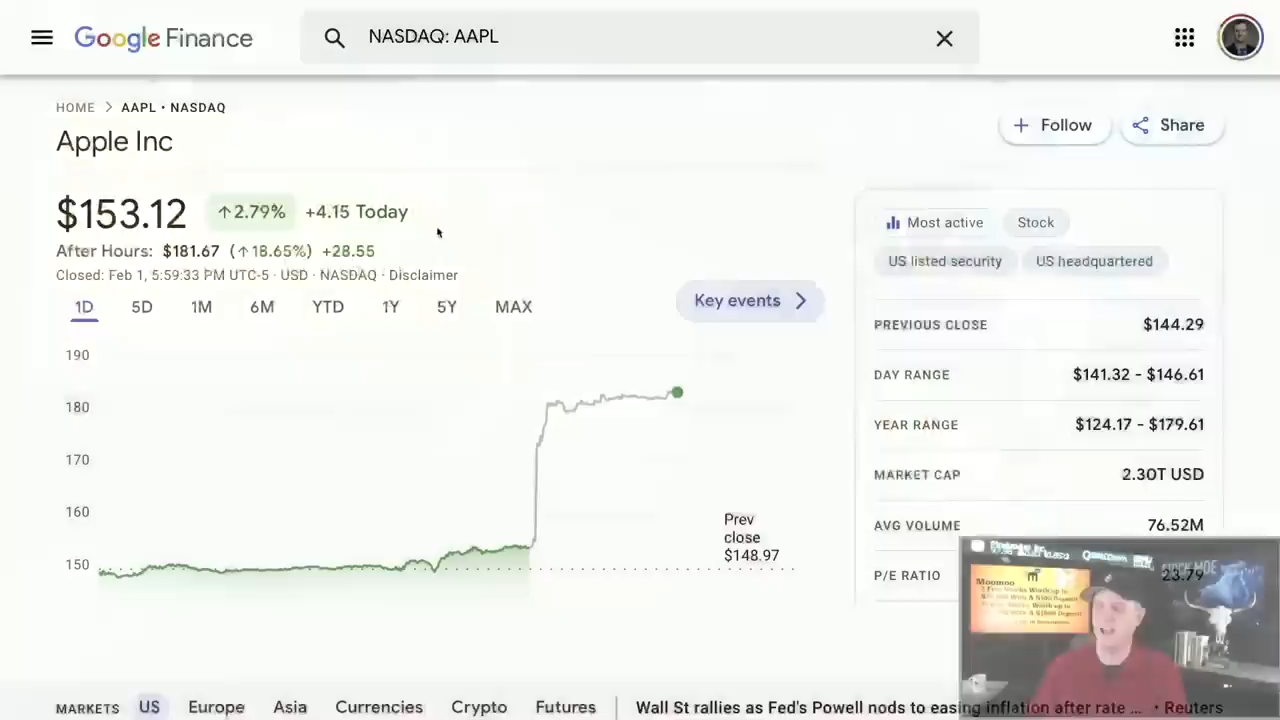 Google Finance
NASDAQ: AAPL
HOME > AAPL • NASDAQ
Apple Inc
+ Follow
Share
$153.12 ↑2.79% +4.15 Today
After Hours: $181.67 (↑18.65%) +28.55
Closed: Feb 1, 5:59:33 PM UTC-5 · USD · NASDAQ · Disclaimer
1D 5D 1M 6M YTD 1Y 5Y MAX
Key events
190
180
170
160
150
Prev
close
$148.97
Most active
Stock
US listed security
US headquartered
PREVIOUS CLOSE $144.29
DAY RANGE $141.32 - $146.61
YEAR RANGE $124.17 - $179.61
MARKET CAP 2.30T USD
AVG VOLUME 76.52M
P/E RATIO 23.79
Moomoo
STOCK MOE
MARKETS US Europe Asia Currencies Crypto Futures
Wall St rallies as Fed's Powell nods to easing inflation after rate ... • Reuters